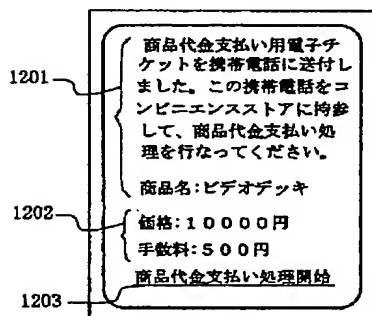 商品代金支払い用電子チ
ケットを携帯電話に送付し
ました。この携帯電話をコ
ンビニエンスストアに持参
して、商品代金支払い処
理を行なってください。
商品名:ビデオデッキ
価格:10000円
手数料:500円
商品代金支払い処理開始
1201
1202
1203